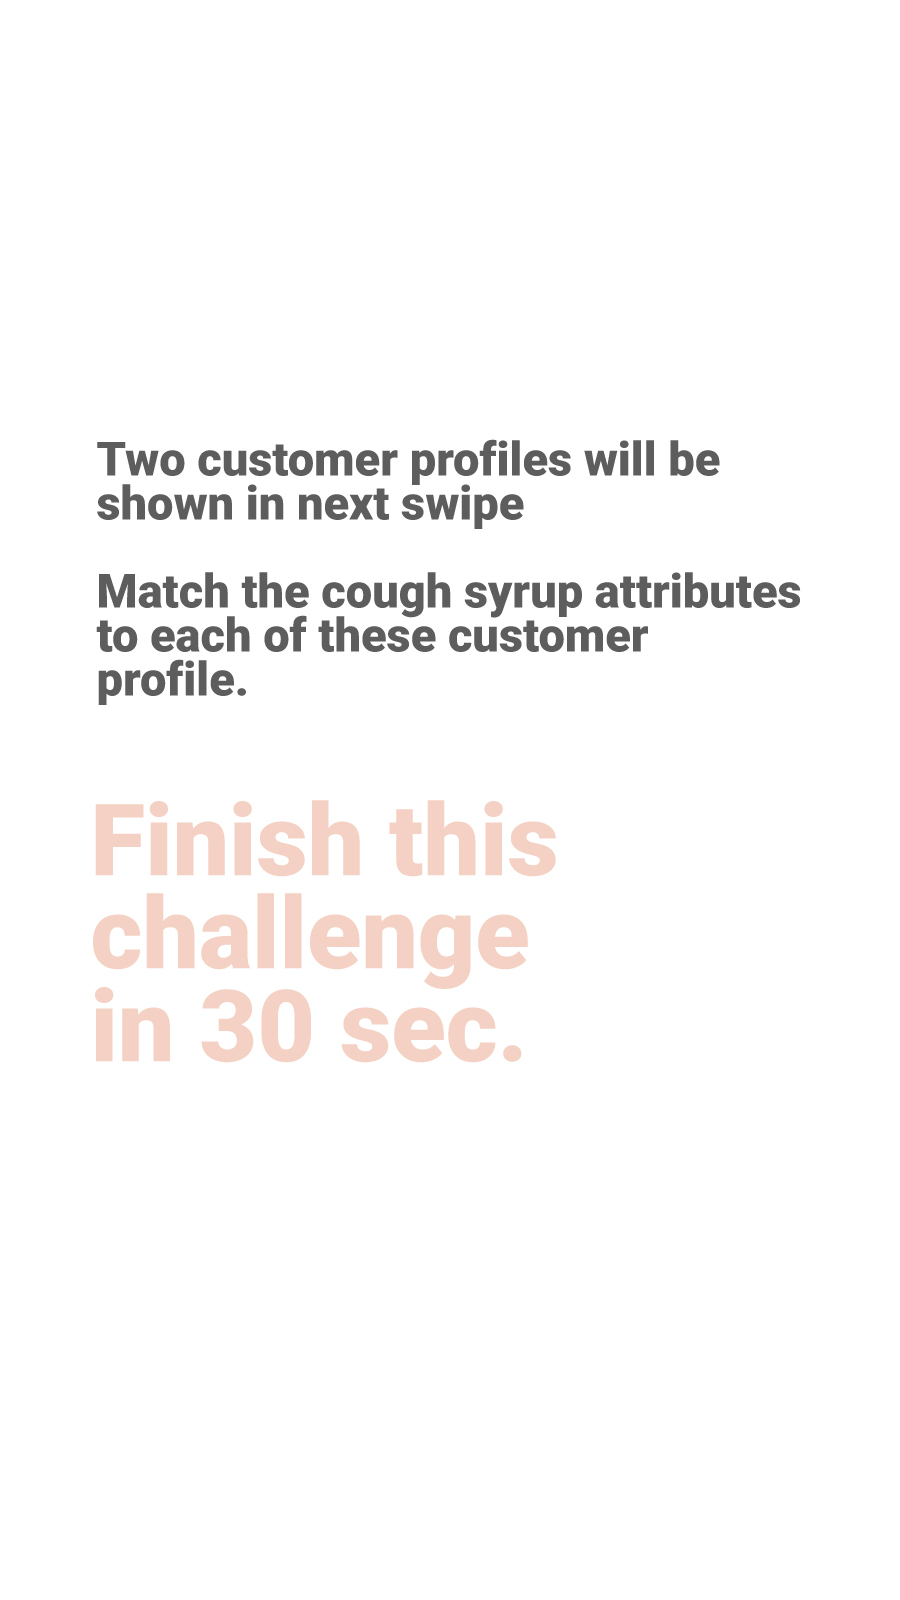 Two customer profiles will be
shown in next swipe
Match the cough syrup attributes
to each of these customer
profile.
Finish this
challenge
in 30 sec.